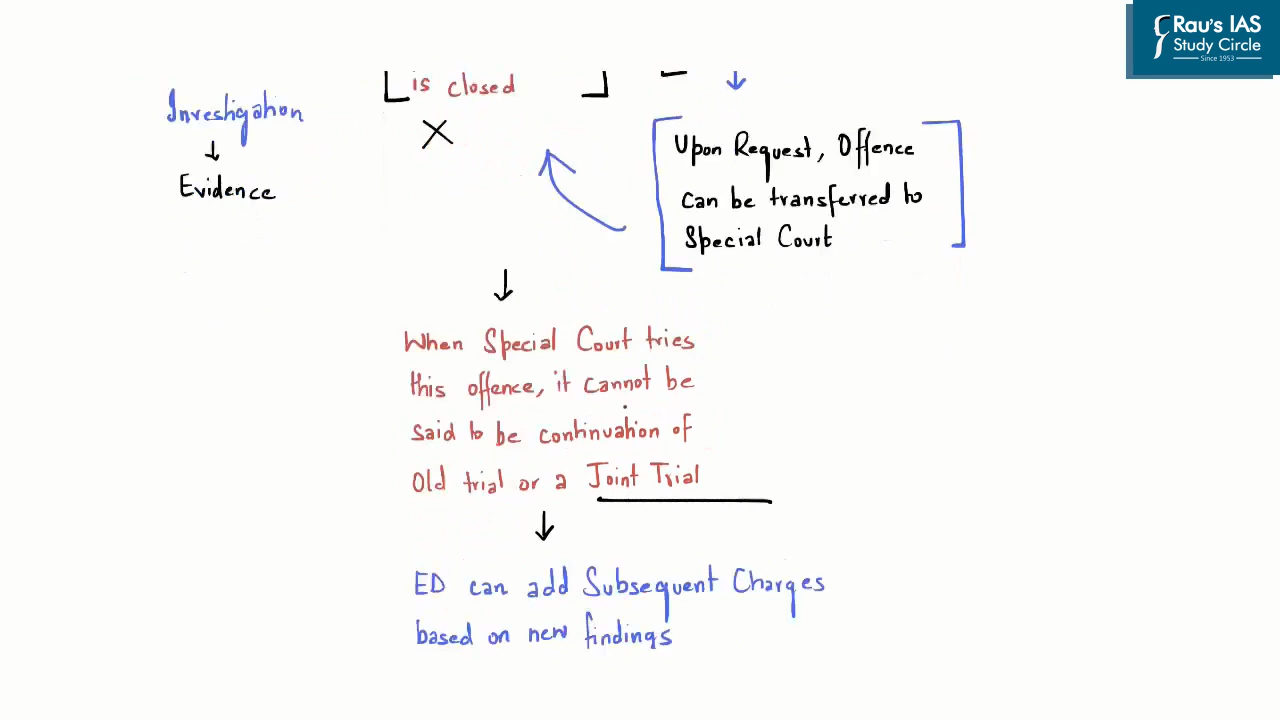 Rau's IAS
Study Circle
Since 1953
is closed
Investigation
Evidence
Upon Request, Offence
can be transferred to
Special Court
When Special Court tries
this offence, it cannot be
said to be continuation of
Old trial or a Joint Trial
ED can add Subsequent Charges
based on new findings